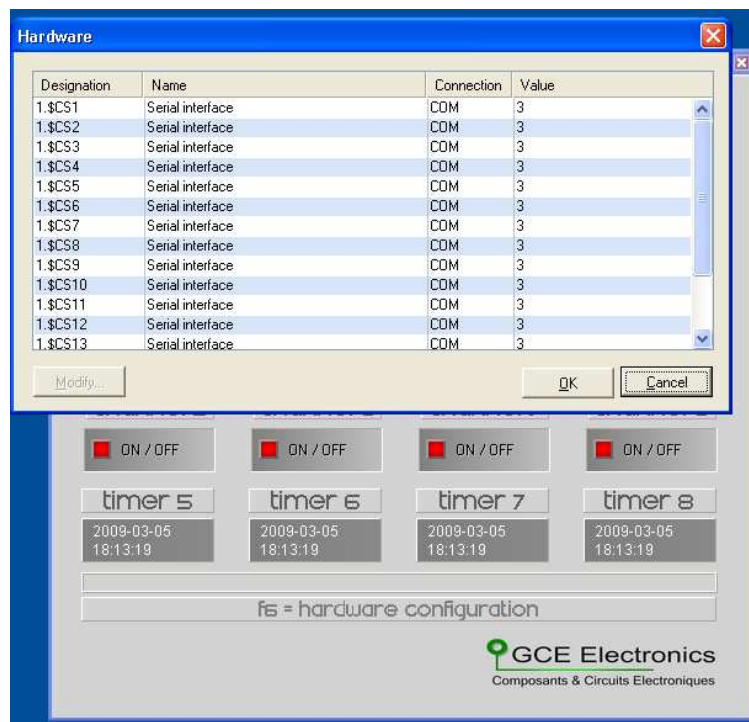 Hardware
Designation Name Connection Value
1.$CS1 Serial interface COM 3
1.$CS2 Serial interface COM 3
1.$CS3 Serial interface COM 3
1.$CS4 Serial interface COM 3
1.$CS5 Serial interface COM 3
1.$CS6 Serial interface COM 3
1.$CS7 Serial interface COM 3
1.$CS8 Serial interface COM 3
1.$CS9 Serial interface COM 3
1.$CS10 Serial interface COM 3
1.$CS11 Serial interface COM 3
1.$CS12 Serial interface COM 3
1.$CS13 Serial interface COM 3
Modify... OK Cancel
ON / OFF ON / OFF ON / OFF ON / OFF
timer 5 timer 6 timer 7 timer 8
2009-03-05 2009-03-05 2009-03-05 2009-03-05
18:13:19 18:13:19 18:13:19 18:13:19
f6 = hardware configuration
GCE Electronics
Composants & Circuits Electroniques